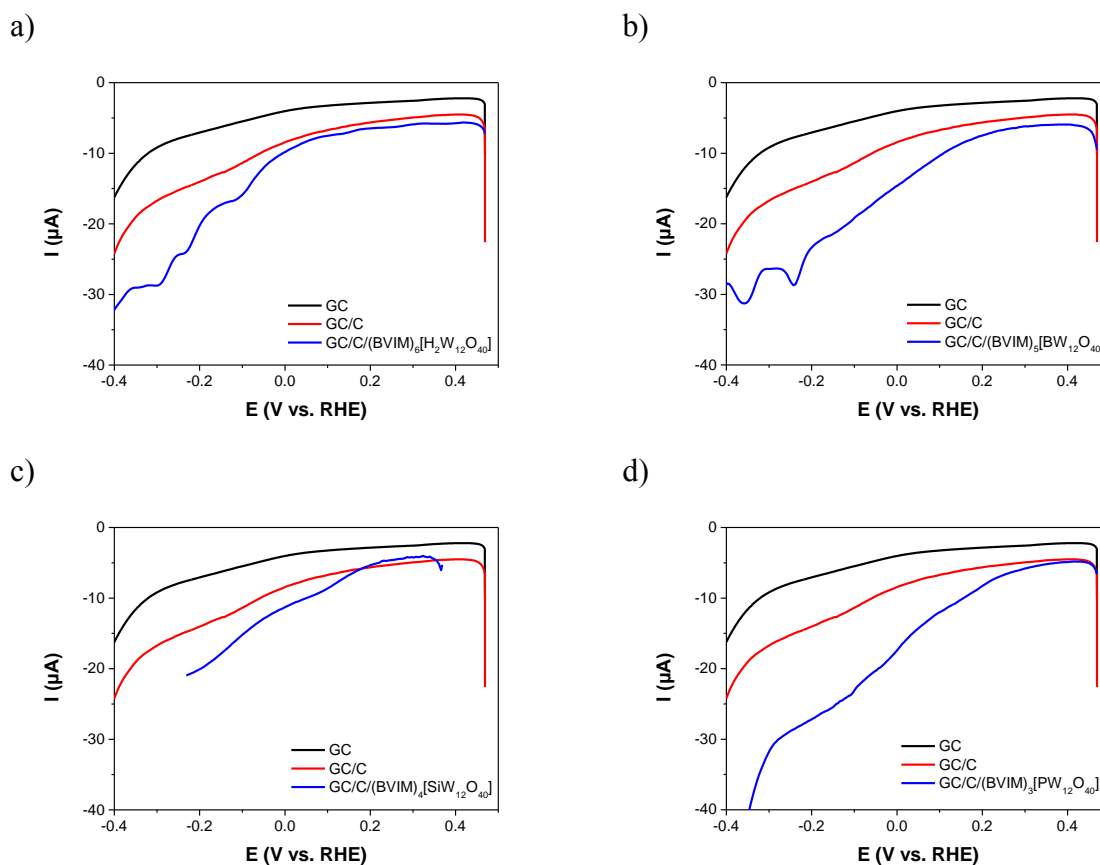 a)
0
-10
-20
-30
-40
I (µA)
GC
GC/C
GC/C/(BVIM)₆[H₂W₁₂O₄₀]
-0.4 -0.2 0.0 0.2 0.4
E (V vs. RHE)
b)
0
-10
-20
-30
-40
I (µA)
GC
GC/C
GC/C/(BVIM)₅[BW₁₂O₄₀
-0.4 -0.2 0.0 0.2 0.4
E (V vs. RHE)
c)
0
-10
-20
-30
-40
I (µA)
GC
GC/C
GC/C/(BVIM)₄[SiW₁₂O₄₀]
-0.4 -0.2 0.0 0.2 0.4
E (V vs. RHE)
d)
0
-10
-20
-30
-40
I (µA)
GC
GC/C
GC/C/(BVIM)₃[PW₁₂O₄₀]
-0.4 -0.2 0.0 0.2 0.4
E (V vs. RHE)